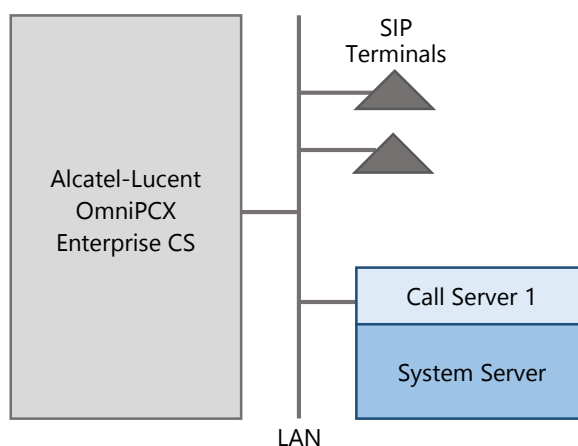 SIP
Terminals
Alcatel-Lucent
OmniPCX
Enterprise CS
Call Server 1
System Server
LAN